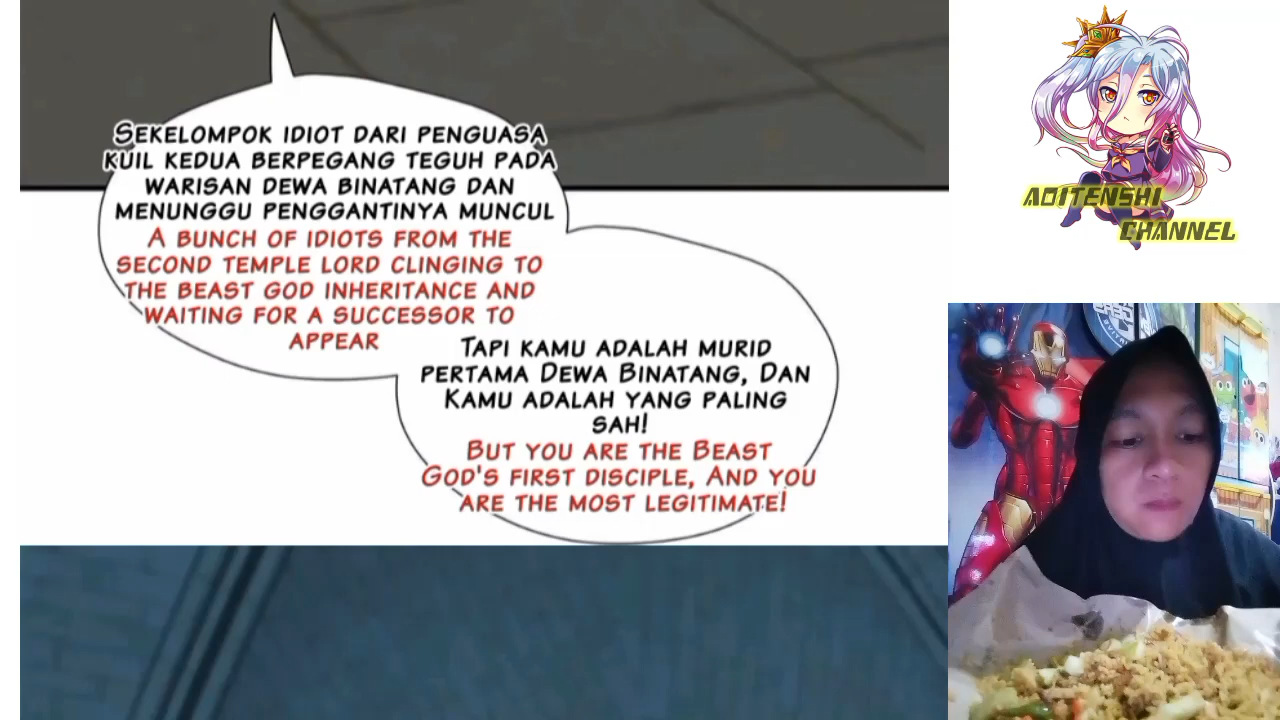 SEKELOMPOK IDIOT DARI PENGUASA
KUIL KEDUA BERPEGANG TEGUH PADA
WARISAN DEWA BINATANG DAN
MENUNGGU PENGGANTINYA MUNCUL
A BUNCH OF IDIOTS FROM THE
SECOND TEMPLE LORD CLINGING TO
THE BEAST GOD INHERITANCE AND
WAITING FOR A SUCCESSOR TO
APPEAR
TAPI KAMU ADALAH MURID
PERTAMA DEWA BINATANG, DAN
KAMU ADALAH YANG PALING
SAH!
BUT YOU ARE THE BEAST
GOD'S FIRST DISCIPLE, AND YOU
ARE THE MOST LEGITIMATE!
AOITENSHI
CHANNEL